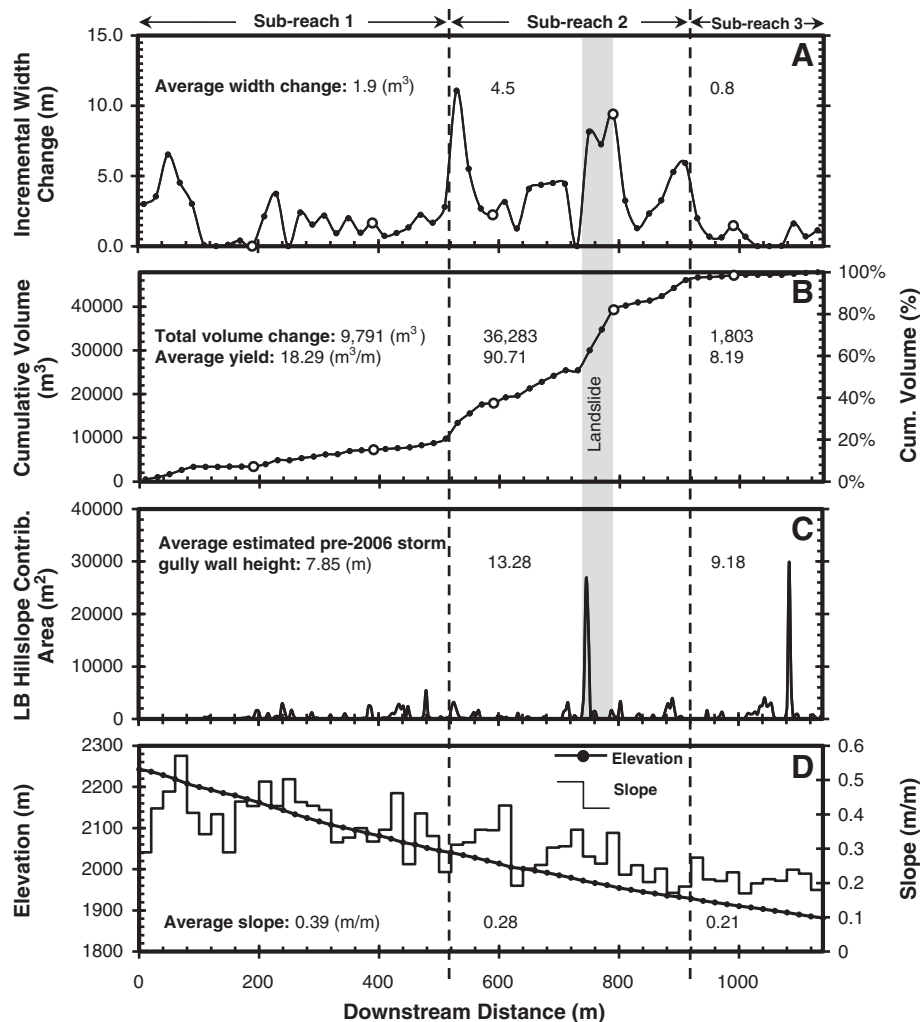 Sub-reach 1 Sub-reach 2 Sub-reach 3
15.0
10.0
5.0
0.0
Incremental Width
Change (m)
A
Average width change: 1.9 (m³) 4.5 0.8
40000
30000
20000
10000
0
Cumulative Volume
(m³)
B
Total volume change: 9,791 (m³) 36,283 1,803
Average yield: 18.29 (m³/m) 90.71 8.19
Landslide
100%
80%
60%
40%
20%
0%
Cum. Volume (%)
40000
30000
20000
10000
0
LB Hillslope Contrib.
Area (m²)
C
Average estimated pre-2006 storm
gully wall height: 7.85 (m) 13.28 9.18
2300
2200
2100
2000
1900
1800
Elevation (m)
D
Elevation
Slope
Average slope: 0.39 (m/m) 0.28 0.21
0.6
0.5
0.4
0.3
0.2
0.1
0
Slope (m/m)
0 200 400 600 800 1000
Downstream Distance (m)